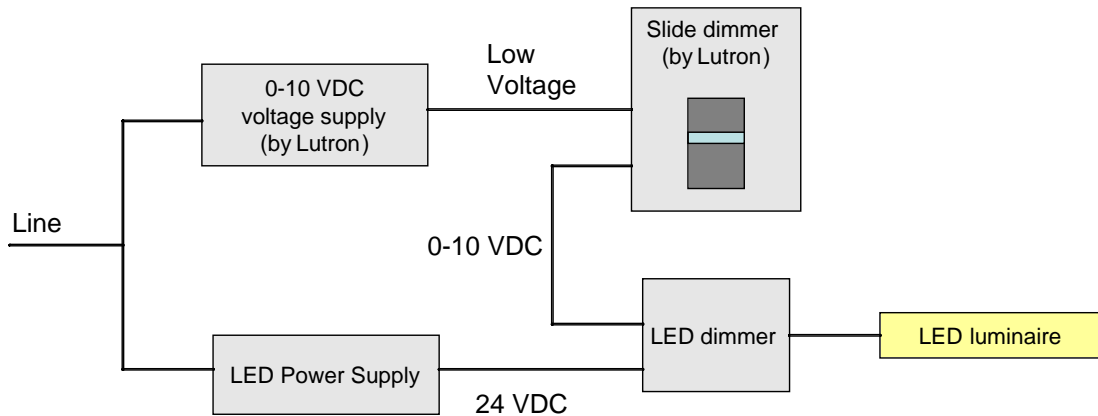 Slide dimmer
(by Lutron)
Low
Voltage
0-10 VDC
voltage supply
(by Lutron)
Line
0-10 VDC
LED dimmer
LED luminaire
LED Power Supply
24 VDC